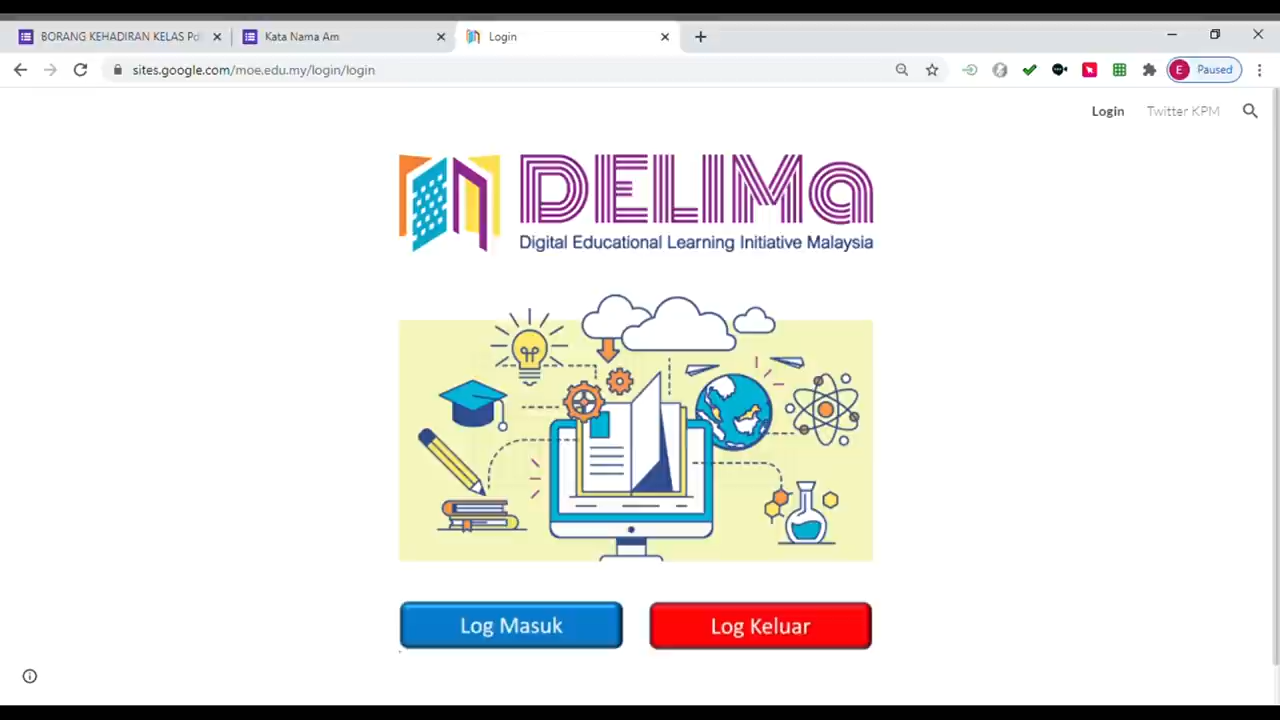 BORANG KEHADIRAN KELAS Pd
Kata Nama Am
Login
sites.google.com/moe.edu.my/login/login
E
Paused
Login
Twitter KPM
DELIMa
Digital Educational Learning Initiative Malaysia
Log Masuk
Log Keluar